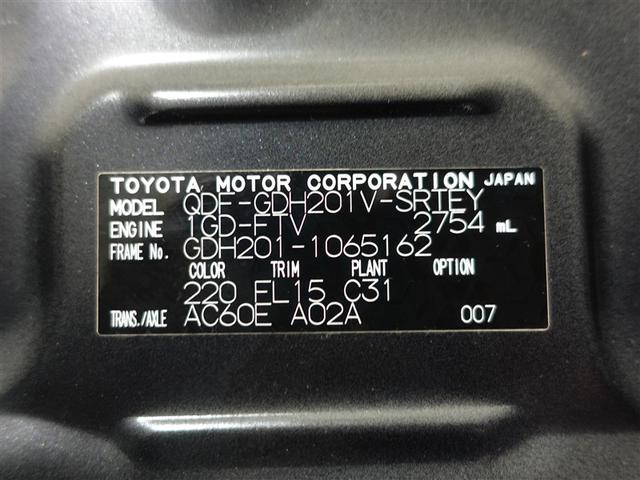 TOYOTA MOTOR CORPORATION JAPAN
MODEL QDF-GDH201V-SRTEY
ENGINE 1GD-FTV 2754 mL
FRAME No. GDH201-1065162
COLOR TRIM PLANT OPTION
220 FL15 C31
TRANS./AXLE AC60E A02A 007